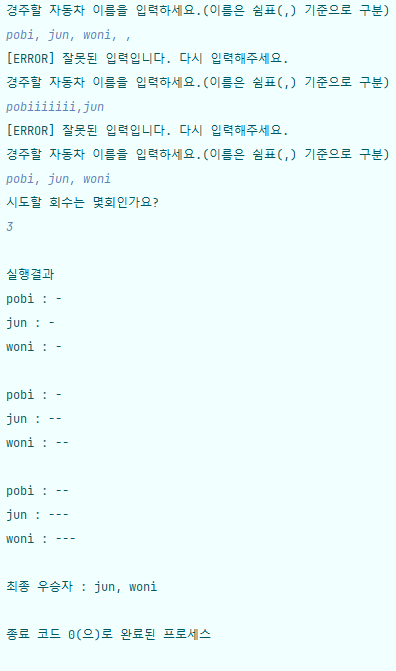 경주할 자동차 이름을 입력하세요.(이름은 쉼표(,) 기준으로 구분)
pobi, jun, woni, ,
[ERROR] 잘못된 입력입니다. 다시 입력해주세요.
경주할 자동차 이름을 입력하세요.(이름은 쉼표(,) 기준으로 구분)
pobiiiiiii,jun
[ERROR] 잘못된 입력입니다. 다시 입력해주세요.
경주할 자동차 이름을 입력하세요.(이름은 쉼표(,) 기준으로 구분)
pobi, jun, woni
시도할 회수는 몇회인가요?
3
실행결과
pobi : -
jun : -
woni : -
pobi : -
jun : --
woni : --
pobi : --
jun : ---
woni : ---
최종 우승자 : jun, woni
종료 코드 0(으)로 완료된 프로세스